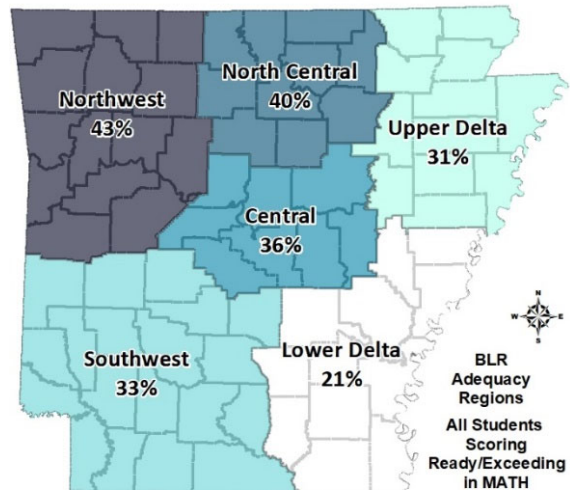 Northwest
43%
North Central
40%
Upper Delta
31%
Central
36%
Southwest
33%
Lower Delta
21%
N
W E
S
BLR
Adequacy
Regions
All Students
Scoring
Ready/Exceeding
in MATH